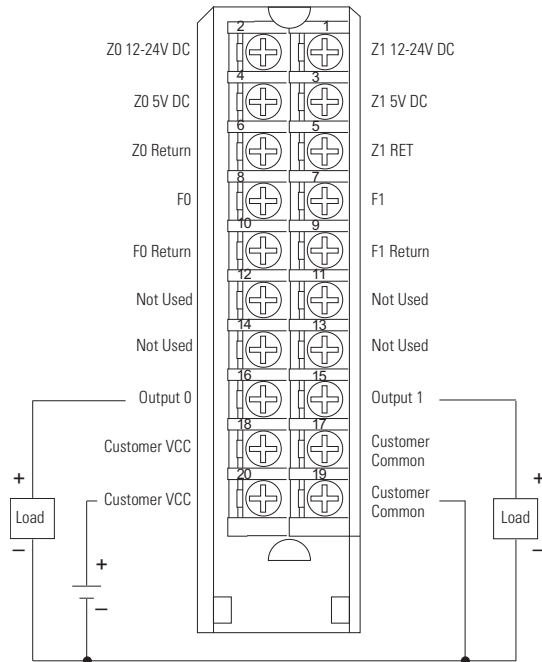 2 1
Z0 12-24V DC Z1 12-24V DC
4 3
Z0 5V DC Z1 5V DC
6 5
Z0 Return Z1 RET
8 7
F0 F1
10 9
F0 Return F1 Return
12 11
Not Used Not Used
14 13
Not Used Not Used
16 15
Output 0 Output 1
18 17
Customer VCC Customer
Common
20 19
+ Customer VCC Customer
Common +
Load Load
– –
+
–